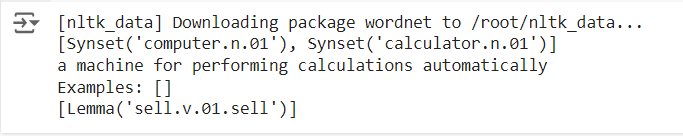 [nltk_data] Downloading package wordnet to /root/nltk_data...
[Synset('computer.n.01'), Synset('calculator.n.01')]
a machine for performing calculations automatically
Examples: []
[Lemma('sell.v.01.sell')]